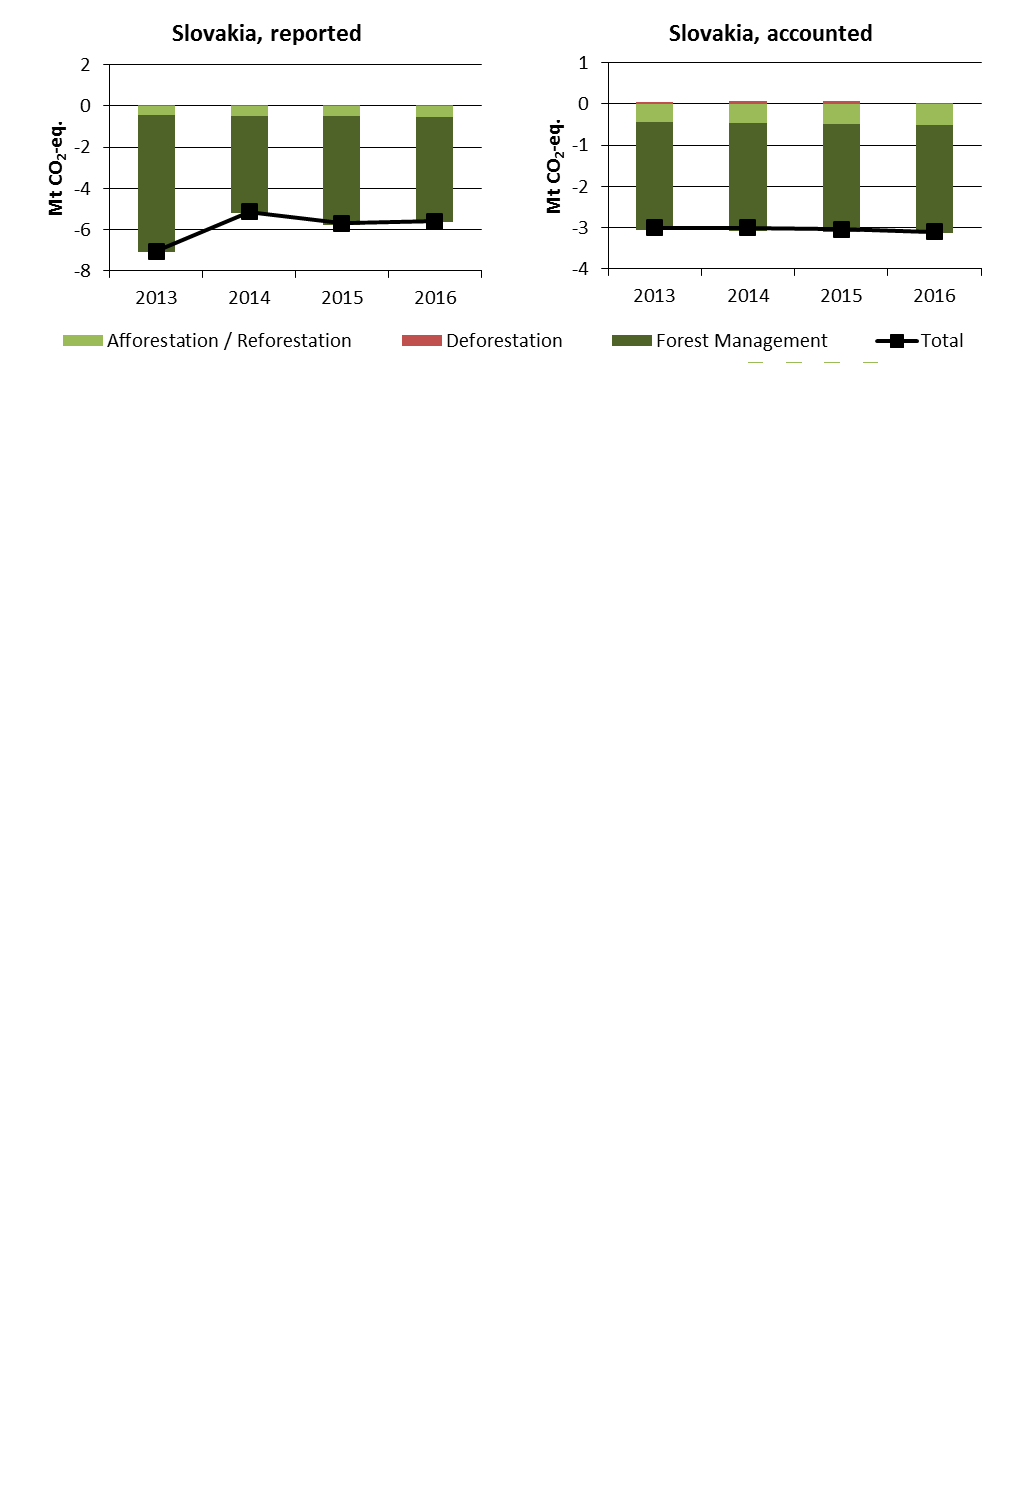 Slovakia, reported
2
0
-2
-4
-6
-8
Mt CO₂-eq.
2013 2014 2015 2016
Slovakia, accounted
1
0
-1
-2
-3
-4
Mt CO₂-eq.
2013 2014 2015 2016
Afforestation / Reforestation Deforestation Forest Management Total